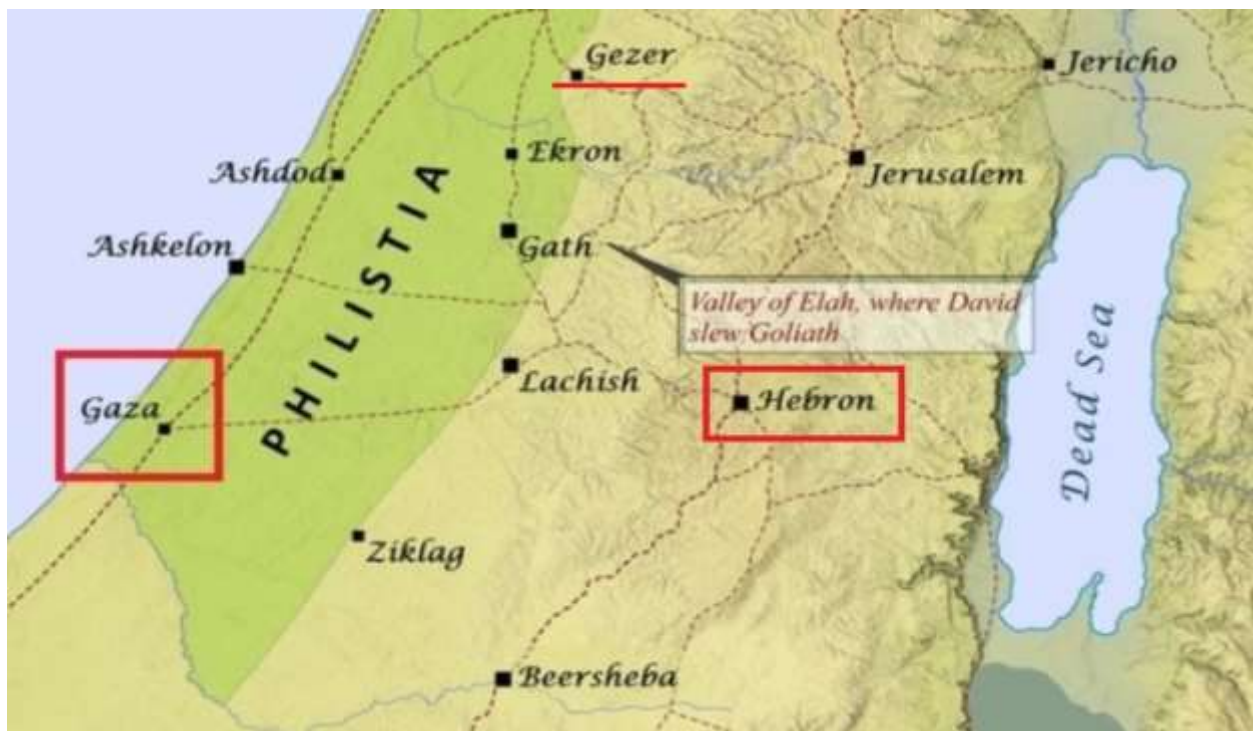 Gezer
Jericho
Ekron
Ashdod
Jerusalem
PHILISTIA
Gath
Ashkelon
Valley of Elah, where David
slew Goliath
Dead Sea
Lachish
Gaza
Hebron
Ziklag
Beersheba